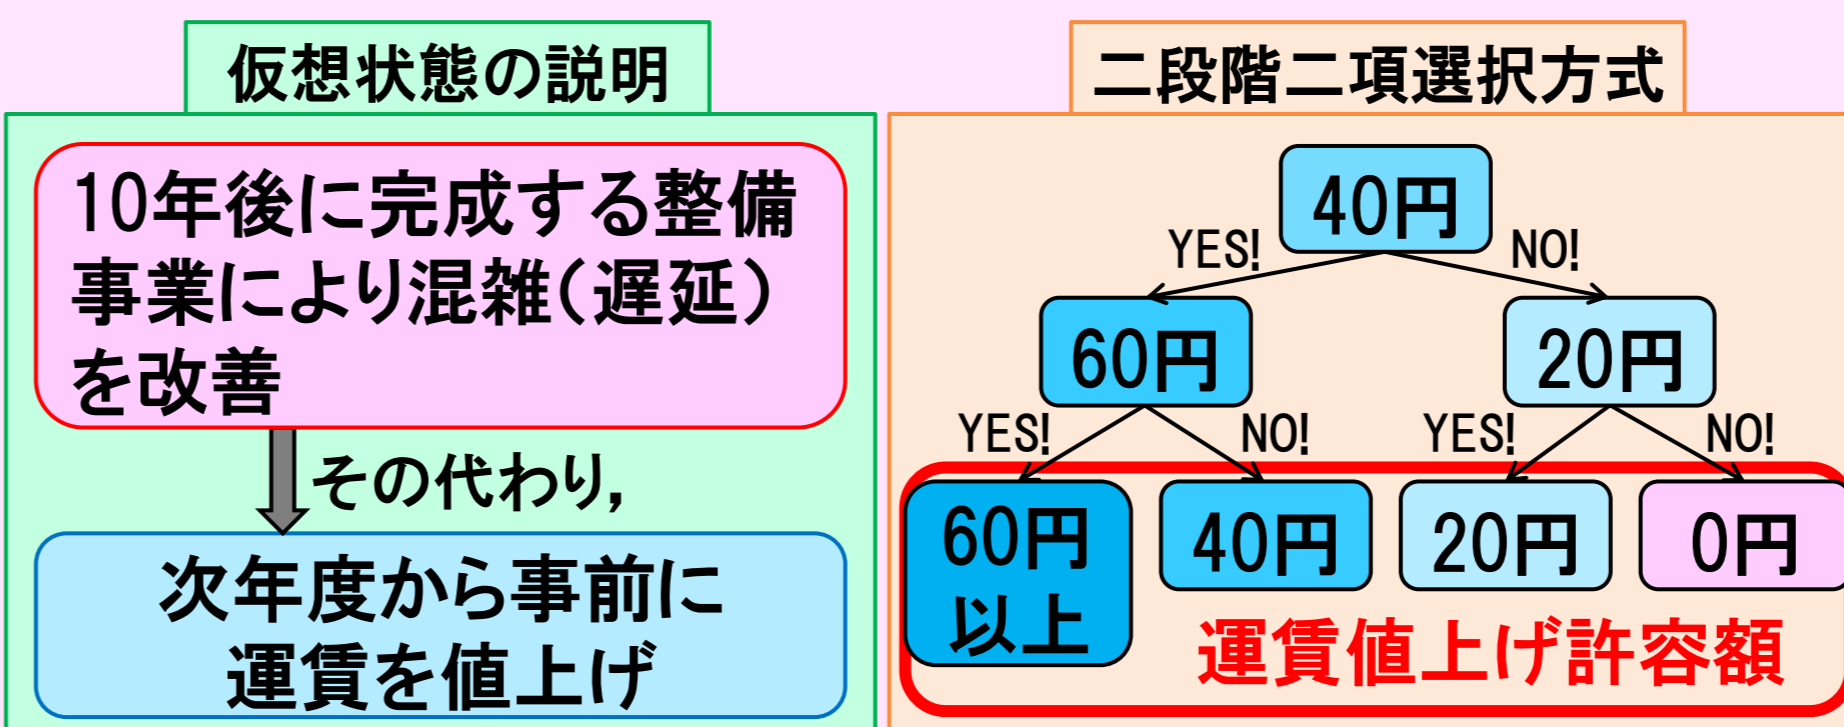 仮想状態の説明
10年後に完成する整備
事業により混雑（遅延）
を改善
その代わり，
次年度から事前に
運賃を値上げ
二段階二項選択方式
40円
YES!
NO!
60円
20円
YES!
NO!
YES!
NO!
60円
以上
40円
20円
0円
運賃値上げ許容額